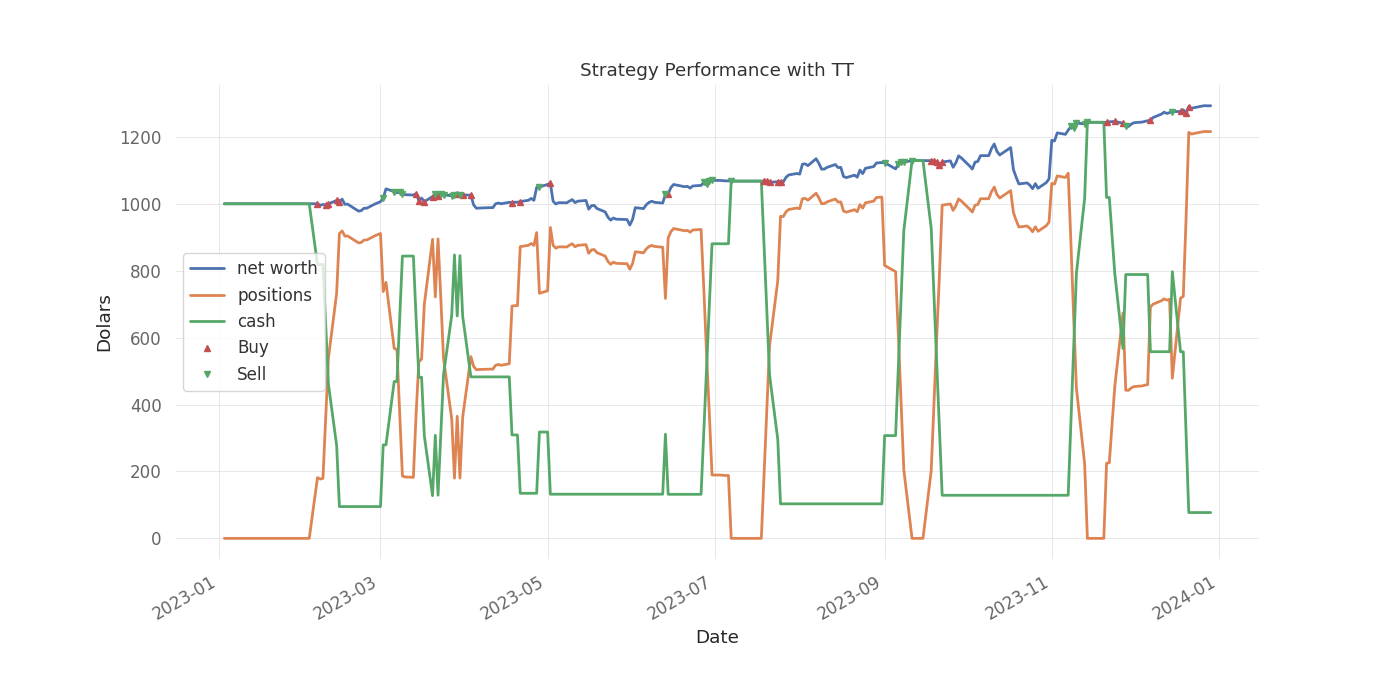 Strategy Performance with TT
Dolars
1200
1000
800
600
400
200
0
net worth
positions
cash
Buy
Sell
2023-01
2023-03
2023-05
2023-07
2023-09
2023-11
2024-01
Date